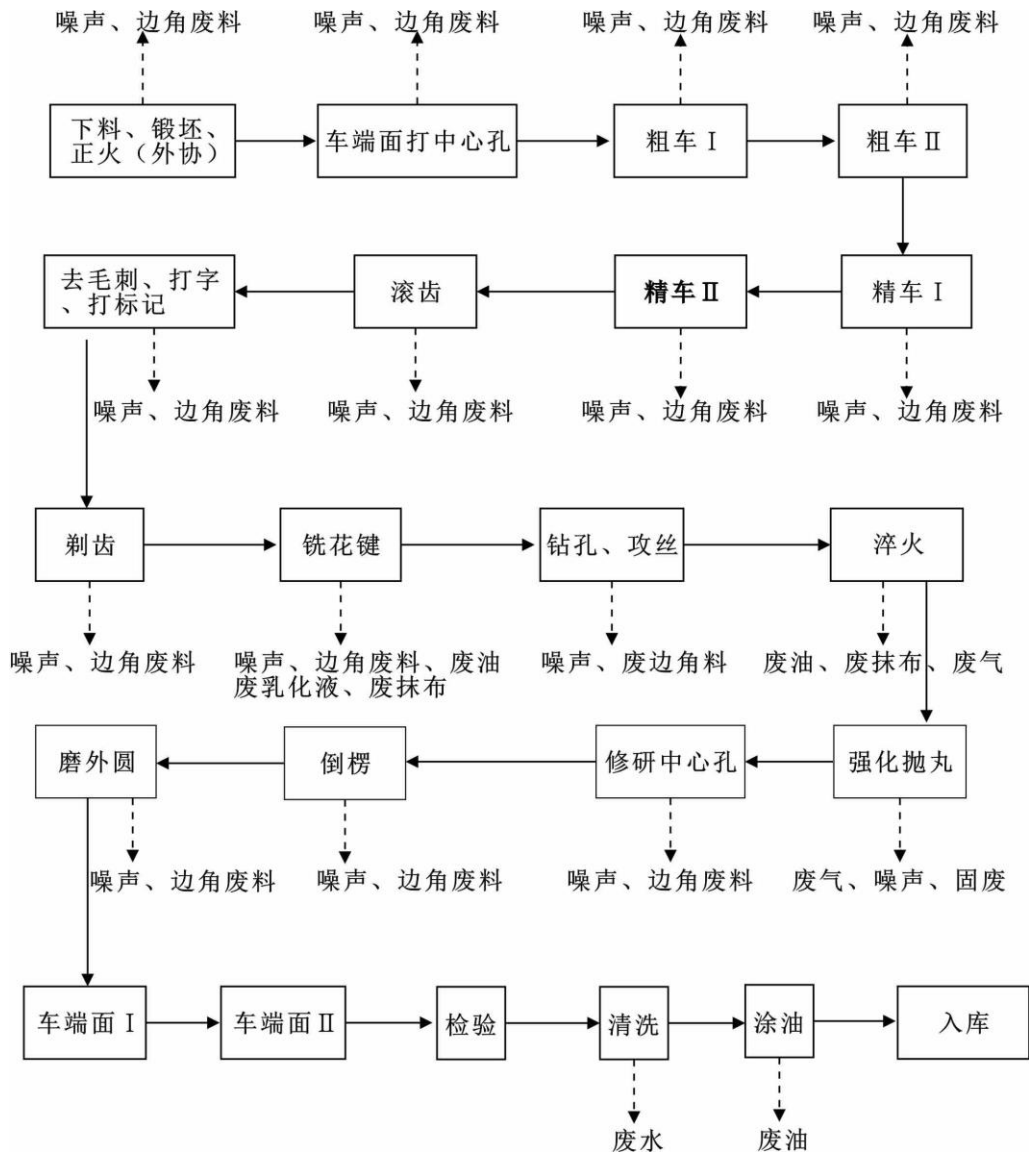 噪声、边角废料
噪声、边角废料
噪声、边角废料
噪声、边角废料
下料、锻坯、
正火（外协）
车端面打中心孔
粗车Ⅰ
粗车Ⅱ
去毛刺、打字
、打标记
滚齿
精车Ⅱ
精车Ⅰ
噪声、边角废料
噪声、边角废料
噪声、边角废料
噪声、边角废料
剃齿
铣花键
钻孔、攻丝
淬火
噪声、边角废料
噪声、边角废料、废油
废乳化液、废抹布
噪声、废边角料
废油、废抹布、废气
磨外圆
倒楞
修研中心孔
强化抛丸
噪声、边角废料
噪声、边角废料
噪声、边角废料
废气、噪声、固废
车端面Ⅰ
车端面Ⅱ
检验
清洗
涂油
入库
废水
废油